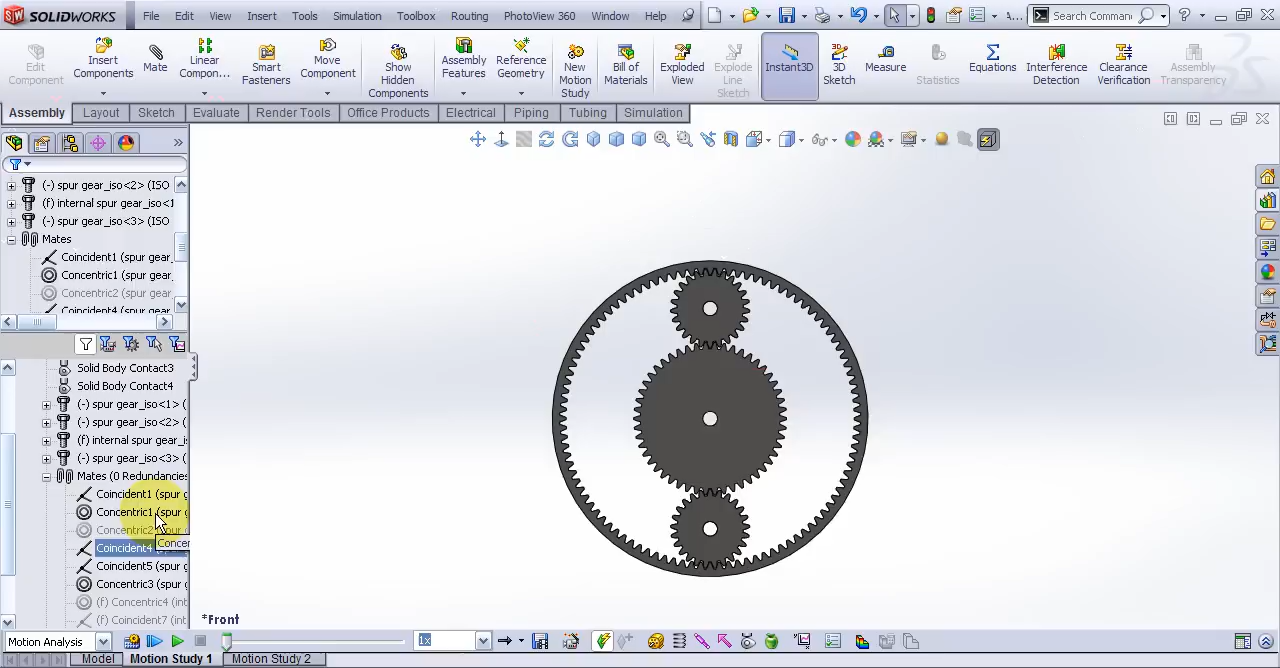 SOLIDWORKS File Edit View Insert Tools Simulation Toolbox Routing PhotoView 360 Window Help Search Comman
Edit Component
Insert Components
Mate
Linear Compon...
Smart Fasteners
Move Component
Show Hidden Components
Assembly Features
Reference Geometry
New Motion Study
Bill of Materials
Exploded View
Explode Line Sketch
Instant3D
3D Sketch
Measure
Statistics
Equations
Interference Detection
Clearance Verification
Assembly Transparency
Assembly Layout Sketch Evaluate Render Tools Office Products Electrical Piping Tubing Simulation
(-) spur gear_iso<2> (ISO
(f) internal spur gear_iso<1
(-) spur gear_iso<3> (ISO
Mates
Coincident1 (spur gear_
Concentric1 (spur gear_
Concentric2 (spur gear_
Coincident4 (spur gear_
Solid Body Contact3
Solid Body Contact4
(-) spur gear_iso<1> (
(-) spur gear_iso<2> (
(f) internal spur gear_i
(-) spur gear_iso<3> (
Mates (0 Redundancies
Coincident1 (spur g
Concentric1 (spur g
Concentric2 (spur g
Coincident4
Concen
Coincident5 (spur g
Concentric3 (spur g
(f) Concentric4 (int
(f) Coincident7 (int
*Front
Motion Analysis 1x
Model Motion Study 1 Motion Study 2